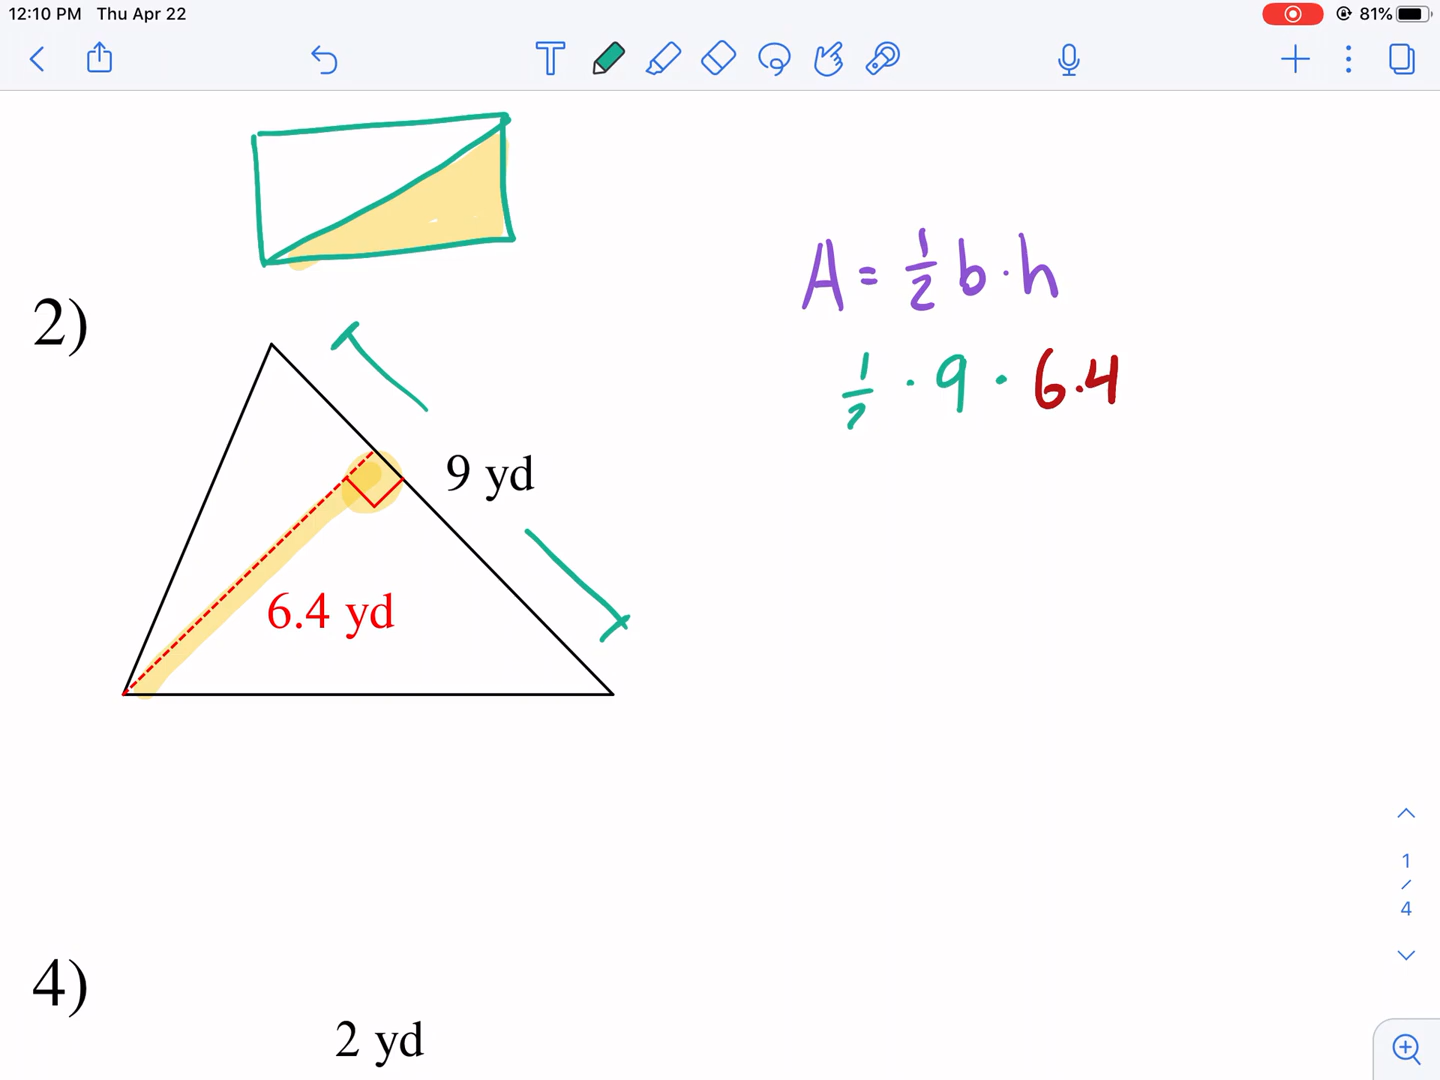 12:10 PM Thu Apr 22
81%
A = 1/2 b · h
2)
1/2 · 9 · 6.4
9 yd
6.4 yd
1
/
4
4)
2 yd